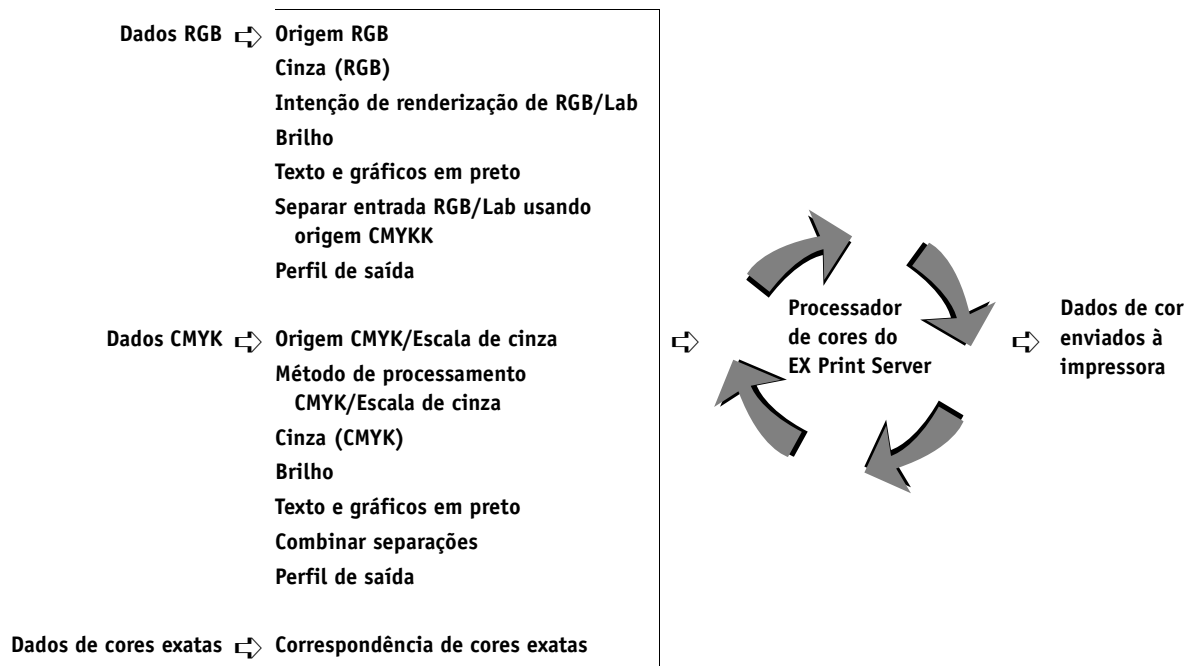 Dados RGB
Origem RGB
Cinza (RGB)
Intenção de renderização de RGB/Lab
Brilho
Texto e gráficos em preto
Separar entrada RGB/Lab usando
origem CMYKK
Perfil de saída
Dados CMYK
Origem CMYK/Escala de cinza
Método de processamento
CMYK/Escala de cinza
Cinza (CMYK)
Brilho
Texto e gráficos em preto
Combinar separações
Perfil de saída
Dados de cores exatas
Correspondência de cores exatas
Processador
de cores do
EX Print Server
Dados de cor
enviados à
impressora